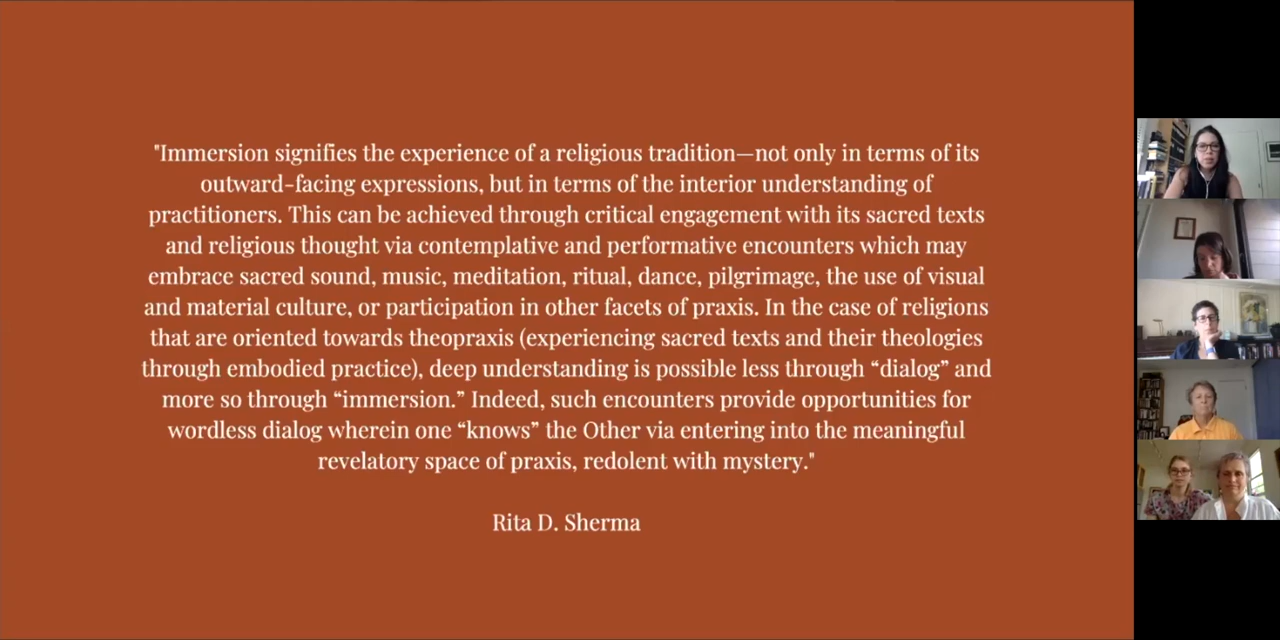 "Immersion signifies the experience of a religious tradition—not only in terms of its
outward-facing expressions, but in terms of the interior understanding of
practitioners. This can be achieved through critical engagement with its sacred texts
and religious thought via contemplative and performative encounters which may
embrace sacred sound, music, meditation, ritual, dance, pilgrimage, the use of visual
and material culture, or participation in other facets of praxis. In the case of religions
that are oriented towards theopraxis (experiencing sacred texts and their theologies
through embodied practice), deep understanding is possible less through “dialog” and
more so through “immersion.” Indeed, such encounters provide opportunities for
wordless dialog wherein one “knows” the Other via entering into the meaningful
revelatory space of praxis, redolent with mystery."
Rita D. Sherma